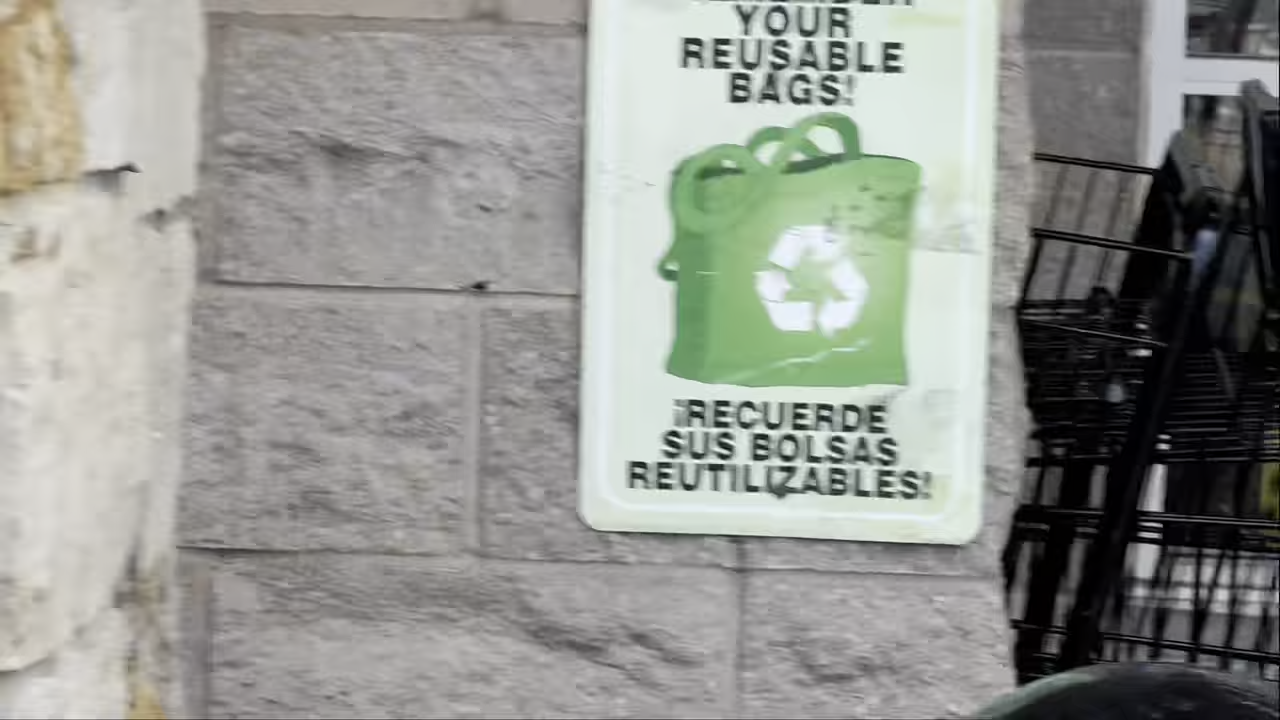 YOUR
REUSABLE
BAGS!
¡RECUERDE
SUS BOLSAS
REUTILIZABLES!